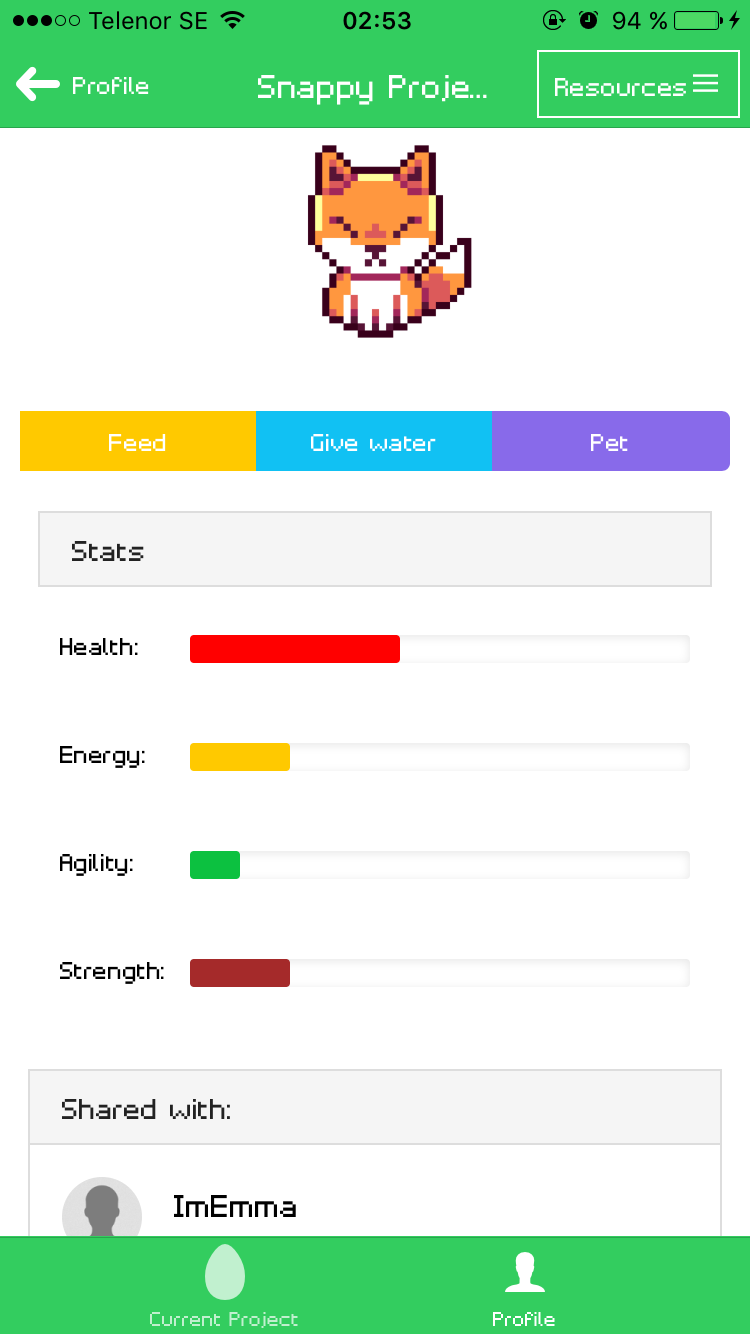 Telenor SE 02:53 94 %
Profile Snappy Proje... Resources
Feed Give water Pet
Stats
Health:
Energy:
Agility:
Strength:
Shared with:
ImEmma
Current Project Profile